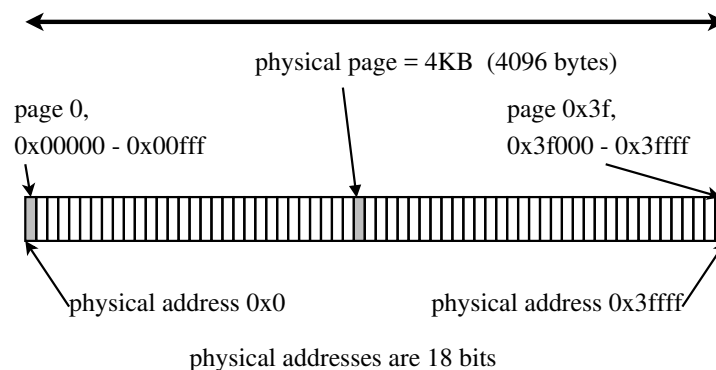 physical page = 4KB  (4096 bytes)
page 0,
0x00000 - 0x00fff
page 0x3f,
0x3f000 - 0x3ffff
physical address 0x0
physical address 0x3ffff
physical addresses are 18 bits